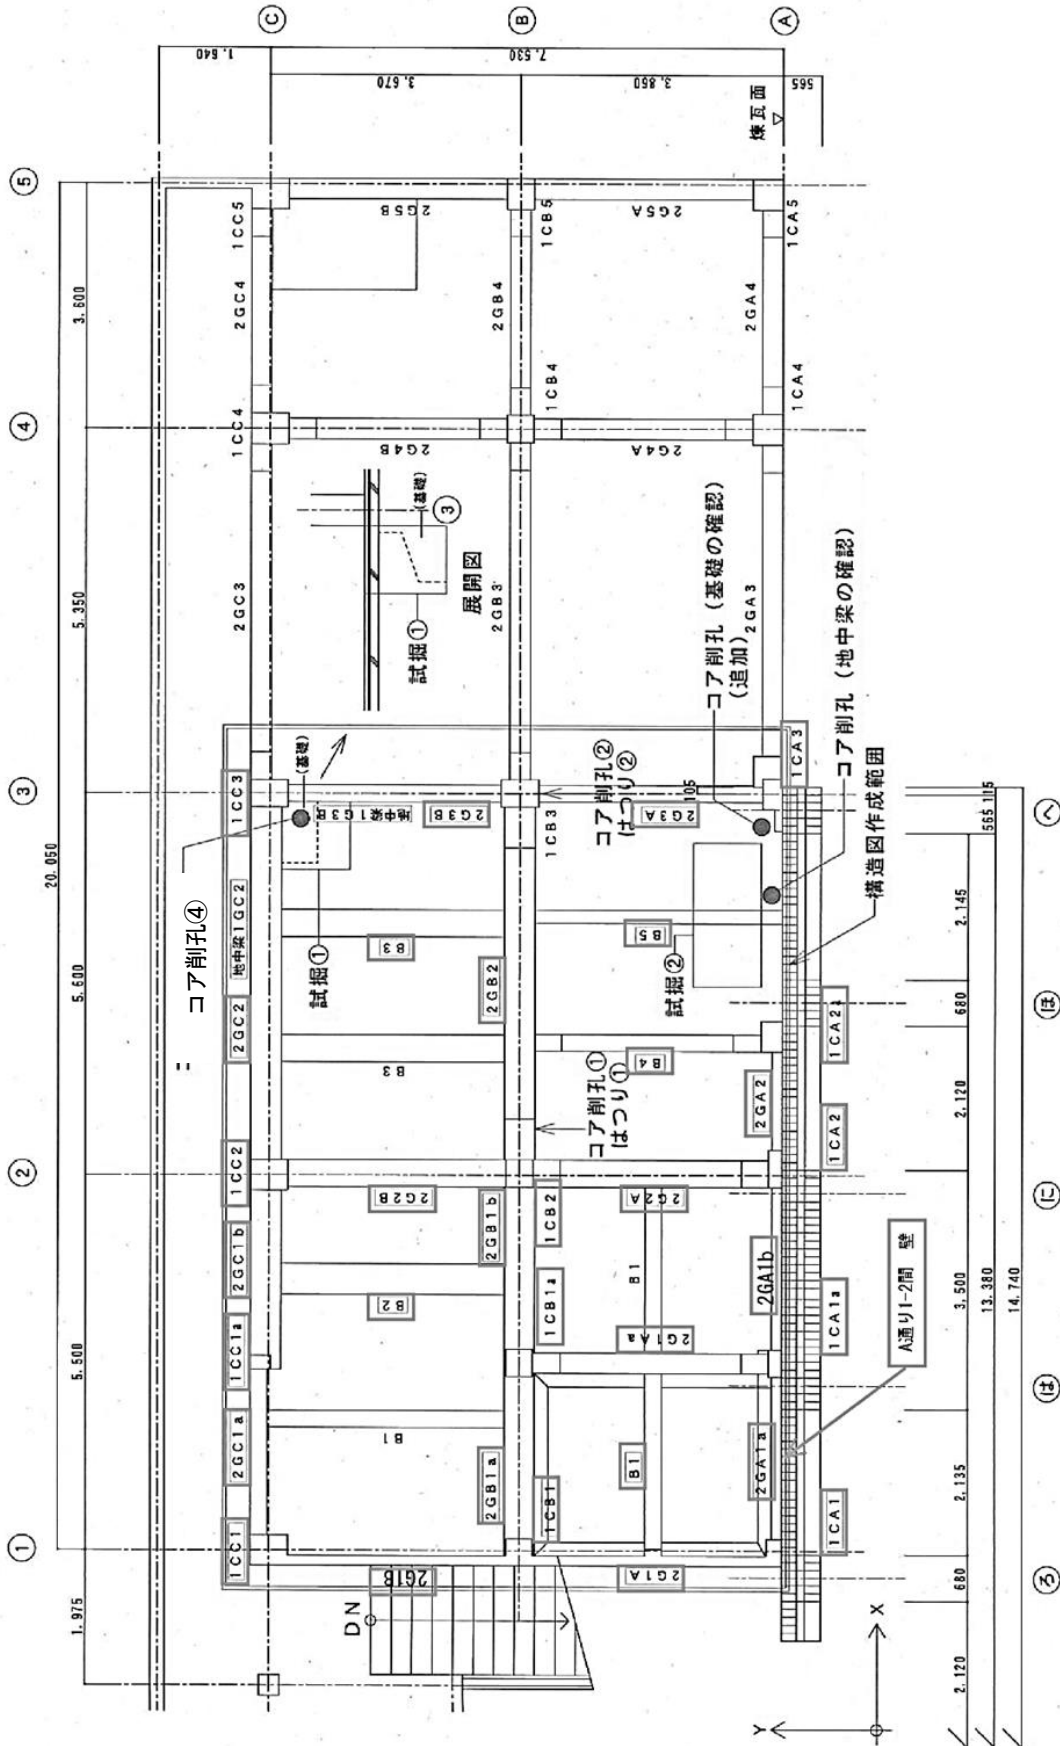 ① ② ③ ④ ⑤
1.975
5.500
5.600
5.350
3.600
20.050
Ⓒ Ⓑ Ⓐ
1.640
3.670
3.860
7.530
565
煉瓦面
1CC1
2GC1a
1CC1a
2GC1b
1CC2
2GC2
地中梁1GC2
1CC3
2GC3
1CC4
2GC4
1CC5
コア削孔④
(基礎)
地中梁1G3B
試掘①
試掘①
(基礎)
③
展開図
2G1B
B1
B2
2G2B
B3
B3
2G3B
2G4B
2G5B
DN
2GB1a
2GB1b
2GB2
2GB3
2GB4
1CB1
1CB1a
1CB2
1CB3
1CB4
1CB5
コア削孔①
はつり①
コア削孔②
はつり②
2G1A
B1
2G1Aa
B1
2G2A
B4
B5
試掘②
2G3A
105
2G4A
2G5A
コア削孔 (基礎の確認)
(追加)
2GA1a
2GA1b
2GA2
2GA3
2GA4
1CA1
1CA1a
1CA2
1CA2a
1CA3
1CA4
1CA5
コア削孔 (地中梁の確認)
構造図作成範囲
A通り1-2間 壁
Y
X
2.120
680
2.135
3.500
2.120
680
2.145
565
115
13.380
14.740
ろ は に ほ へ